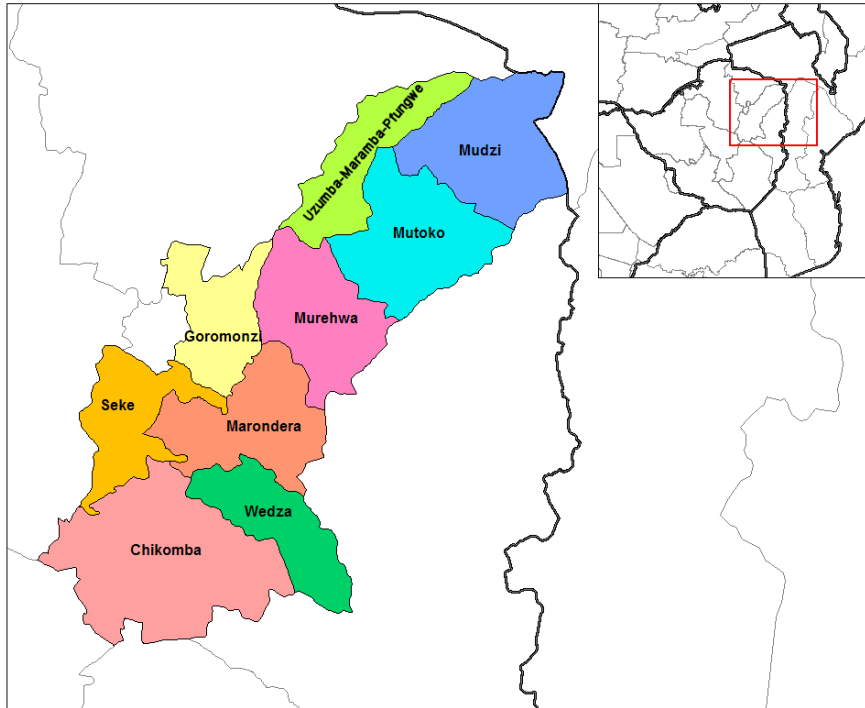 Uzumba-Maramba-Pfungwe
Mudzi
Mutoko
Murehwa
Goromonzi
Seke
Marondera
Wedza
Chikomba